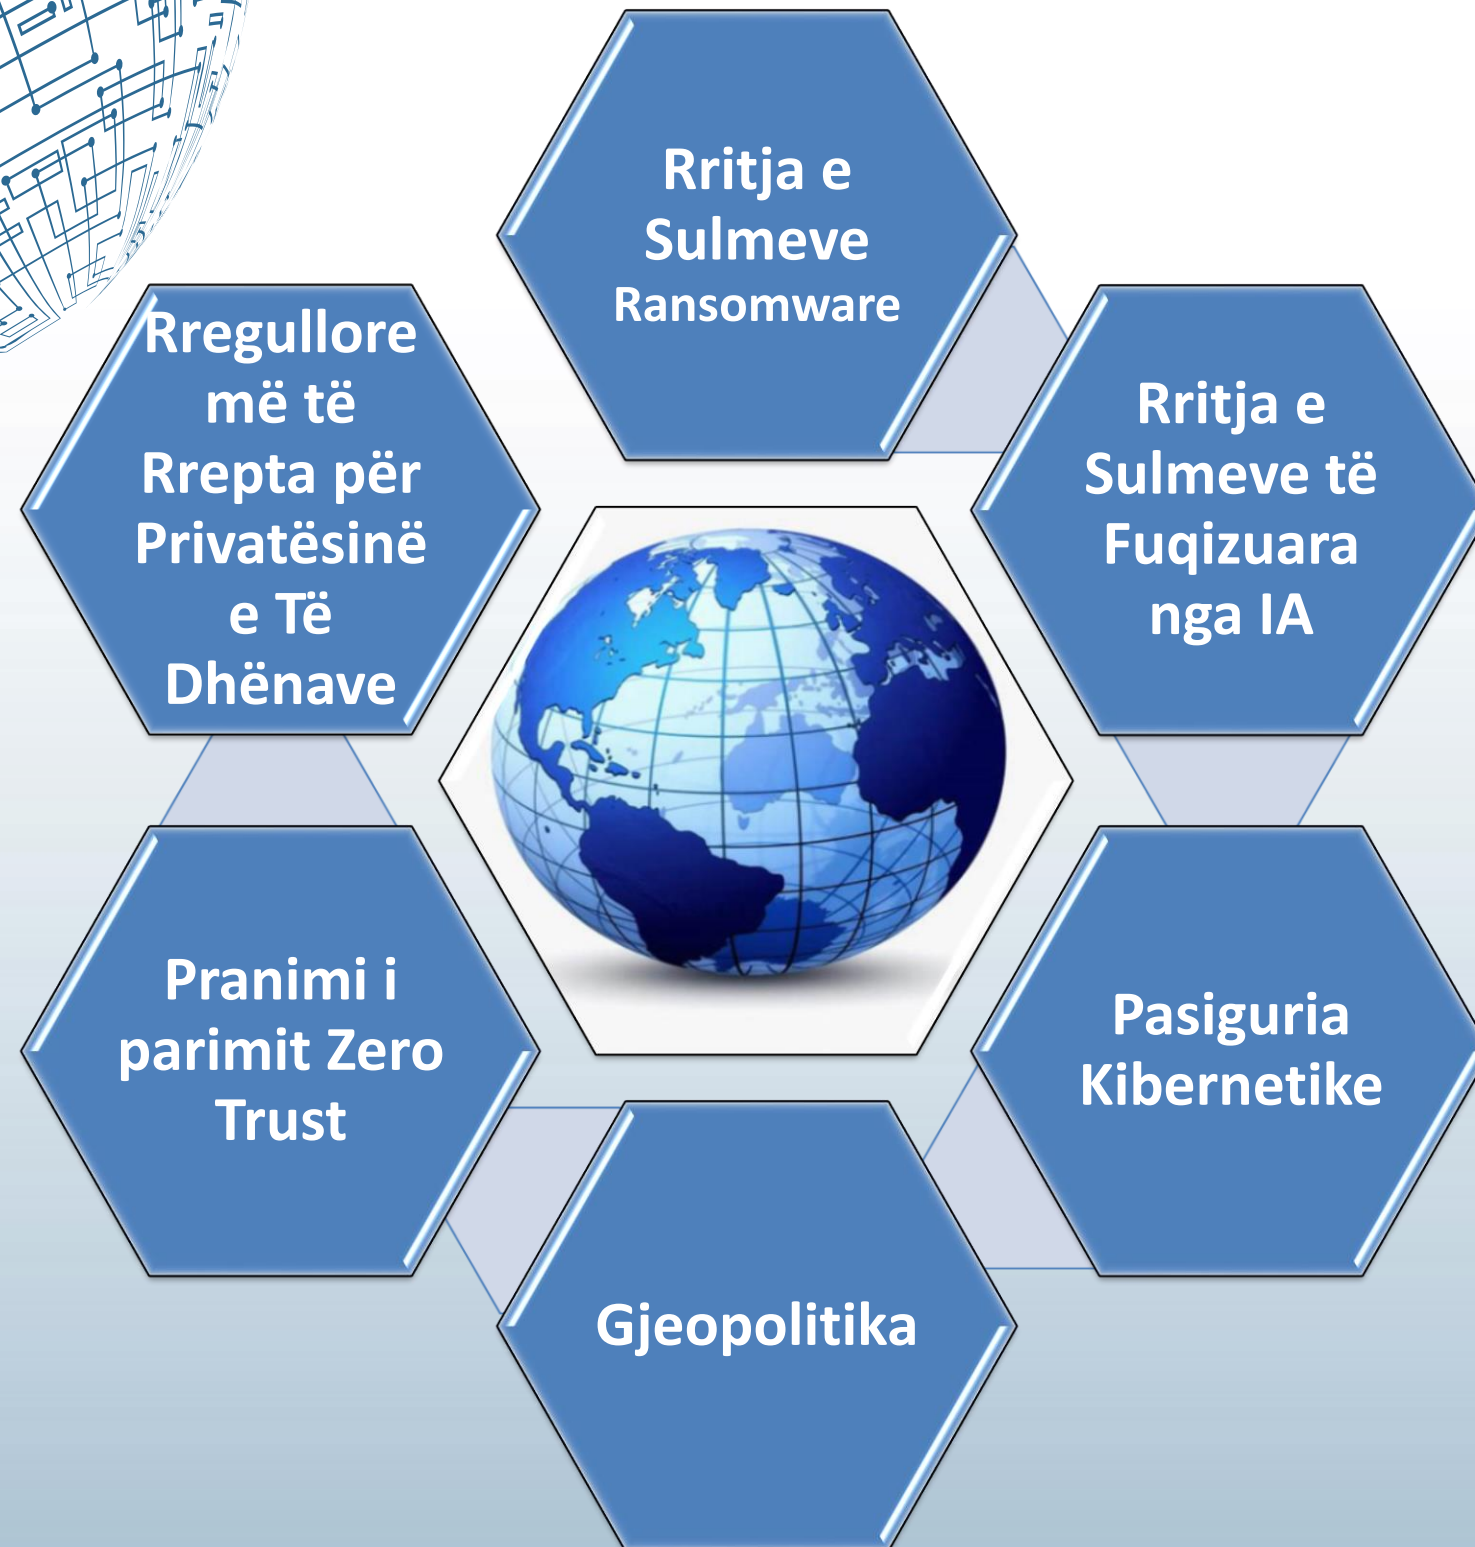 Rritja e
Sulmeve
Ransomware
Rritja e
Sulmeve të
Fuqizuara
nga IA
Pasiguria
Kibernetike
Gjeopolitika
Pranimi i
parimit Zero
Trust
Rregullore
më të
Rrepta për
Privatësinë
e Të
Dhënave